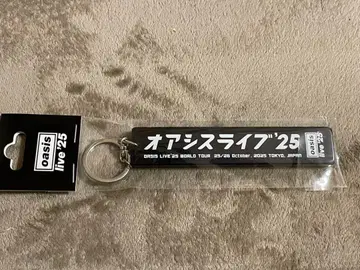 oasis
live '25
オアシスライブ '25
OASIS LIVE '25 WORLD TOUR 25/26 October, 2025 TOKYO, JAPAN
oasis